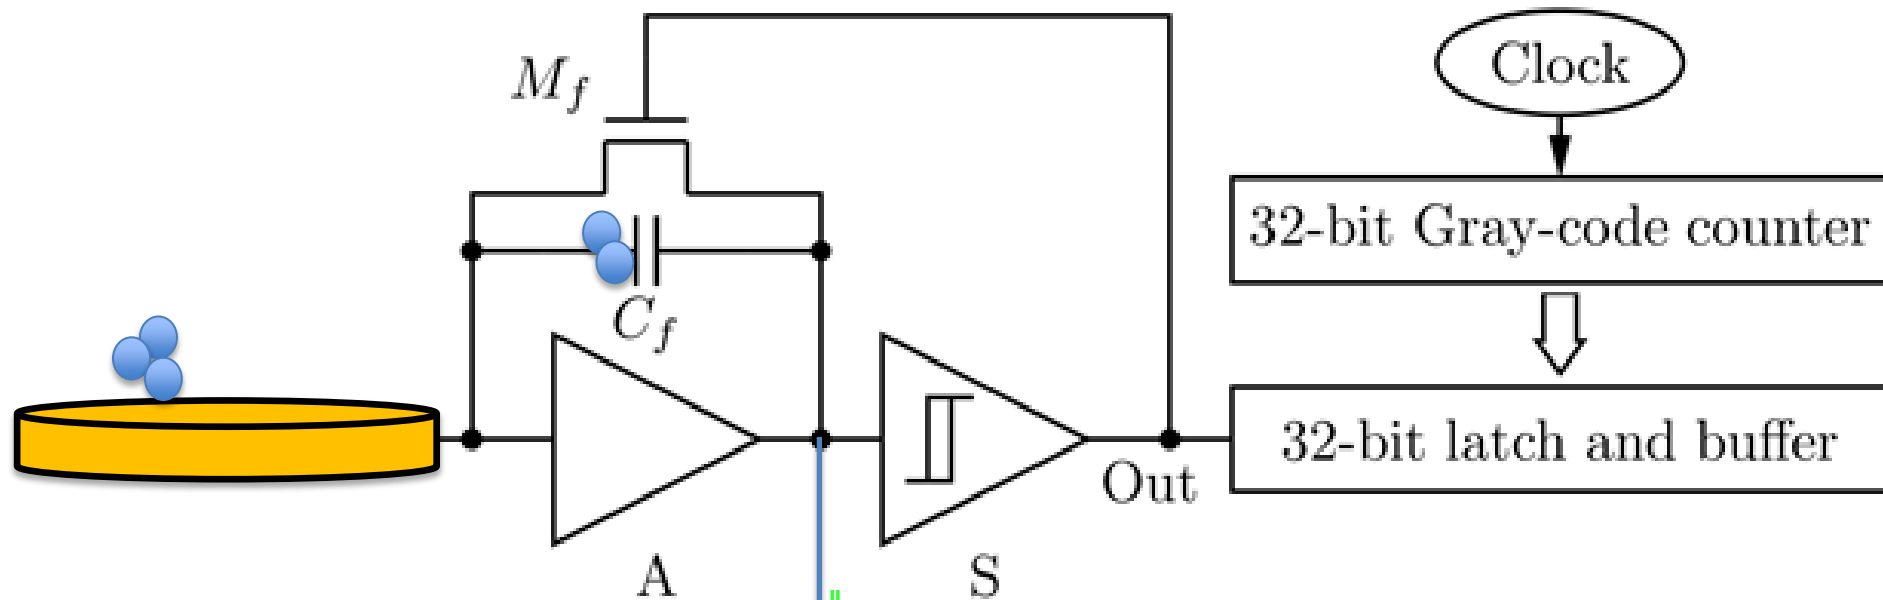 M_f
Clock
32-bit Gray-code counter
C_f
32-bit latch and buffer
Out
A
S